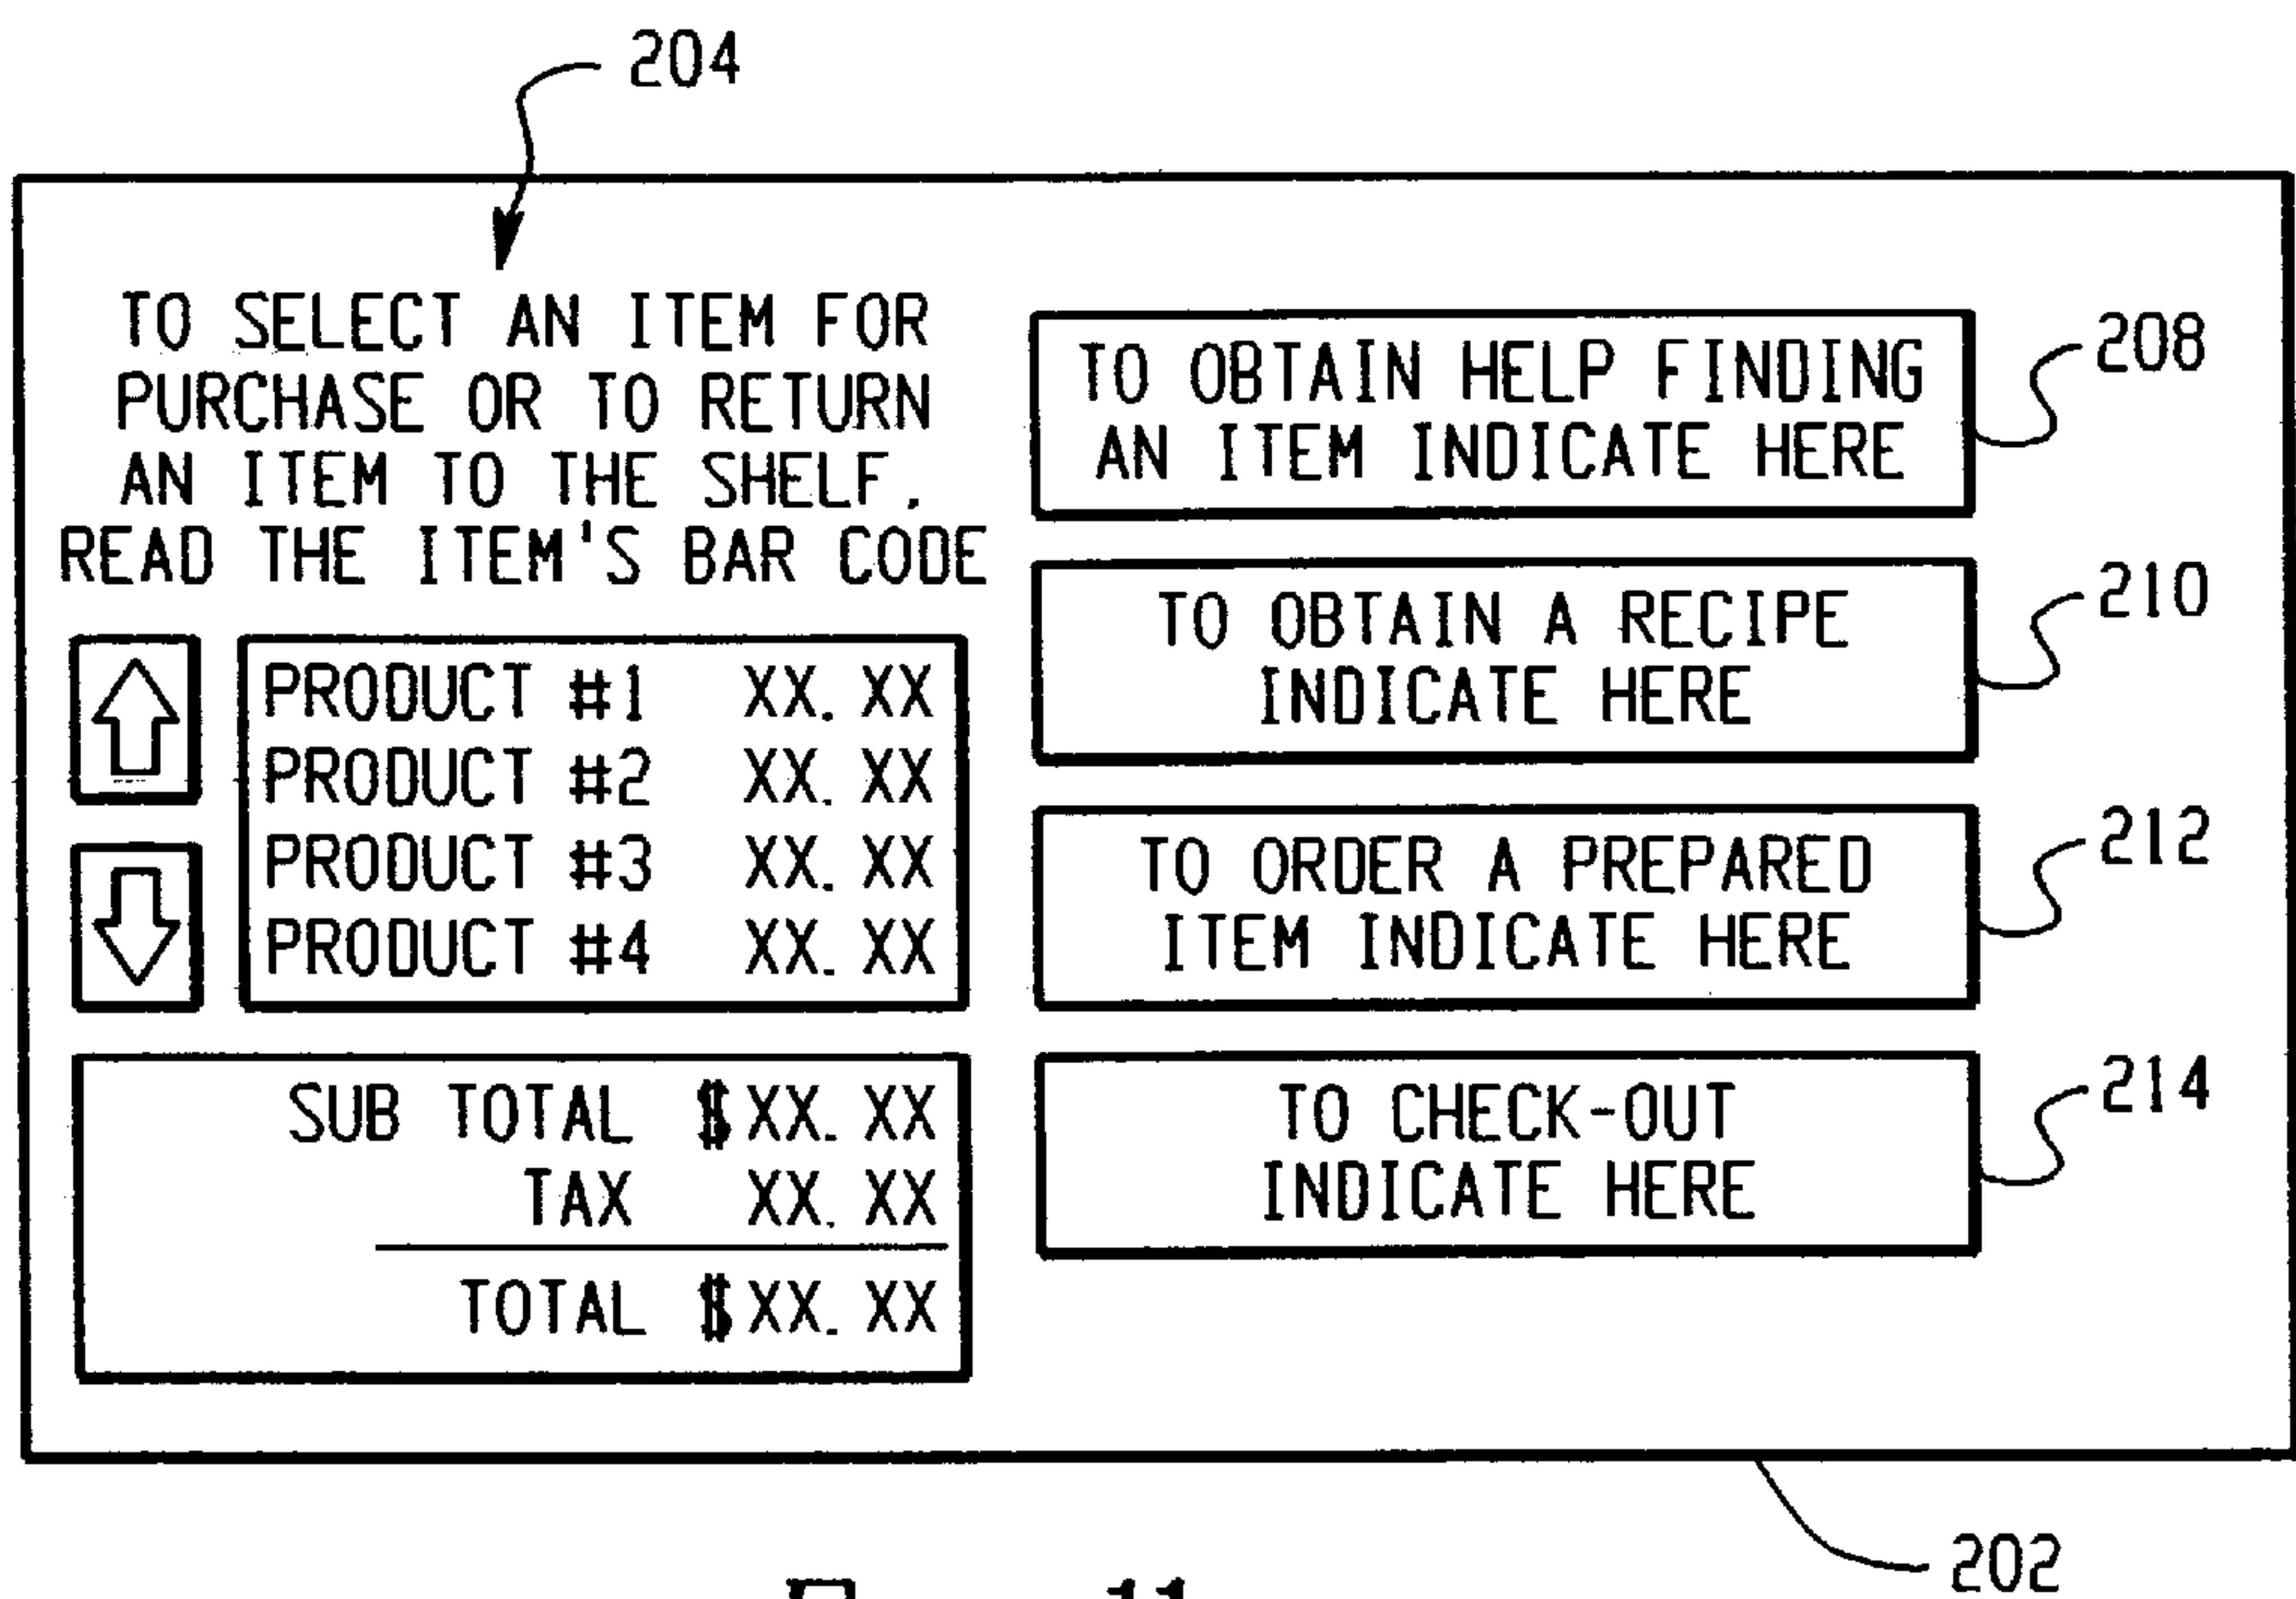 204
TO SELECT AN ITEM FOR
PURCHASE OR TO RETURN
AN ITEM TO THE SHELF,
READ THE ITEM'S BAR CODE
PRODUCT #1 XX. XX
PRODUCT #2 XX. XX
PRODUCT #3 XX. XX
PRODUCT #4 XX. XX
SUB TOTAL $XX. XX
TAX XX. XX
TOTAL $XX. XX
TO OBTAIN HELP FINDING
AN ITEM INDICATE HERE
208
TO OBTAIN A RECIPE
INDICATE HERE
210
TO ORDER A PREPARED
ITEM INDICATE HERE
212
TO CHECK-OUT
INDICATE HERE
214
202